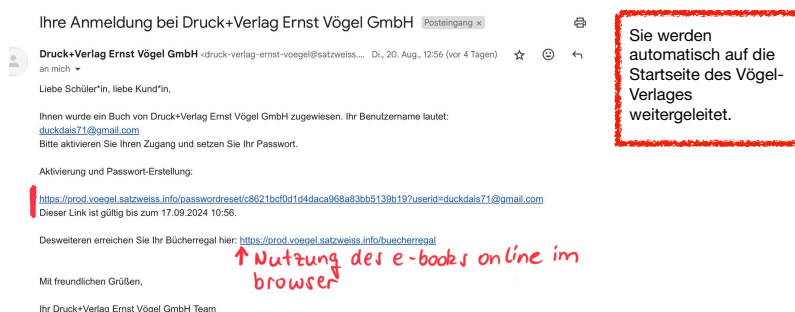 Ihre Anmeldung bei Druck+Verlag Ernst Vögel GmbH Posteingang ×
Druck+Verlag Ernst Vögel GmbH <druck-verlag-ernst-voegel@satzweiss.... Di., 20. Aug., 12:56 (vor 4 Tagen)
an mich
Liebe Schüler*in, liebe Kund*in,
Ihnen wurde ein Buch von Druck+Verlag Ernst Vögel GmbH zugewiesen. Ihr Benutzername lautet:
duckdais71@gmail.com
Bitte aktivieren Sie Ihren Zugang und setzen Sie Ihr Passwort.
Aktivierung und Passwort-Erstellung:
https://prod.voegel.satzweiss.info/passwordreset/c8621bcf0d1d4daca968a83bb5139b19?userid=duckdais71@gmail.com
Dieser Link ist gültig bis zum 17.09.2024 10:56.
Desweiteren erreichen Sie Ihr Bücherregal hier: https://prod.voegel.satzweiss.info/buecherregal
↑ Nutzung des e-books online im
browser
Mit freundlichen Grüßen,
Ihr Druck+Verlag Ernst Vögel GmbH Team
Sie werden
automatisch auf die
Startseite des Vögel-
Verlages
weitergeleitet.